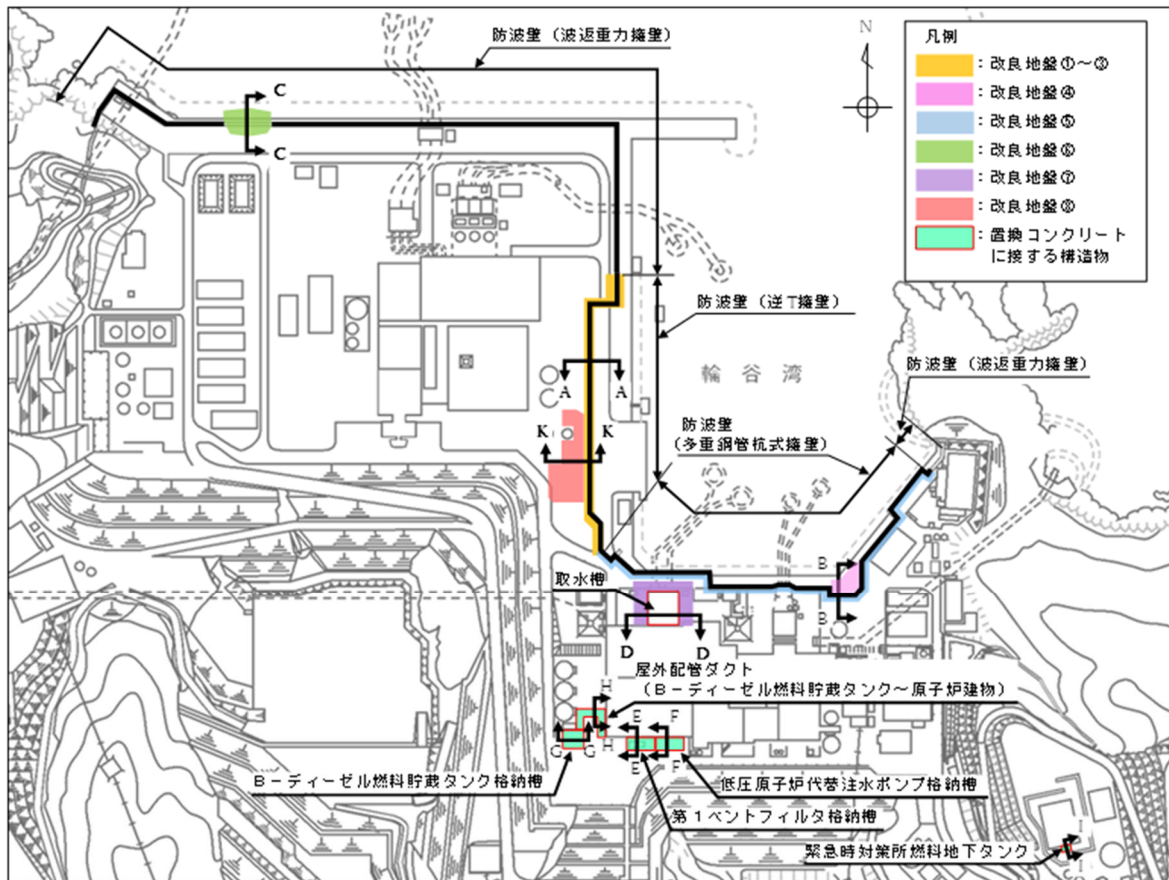 防波壁（波返重力擁壁）
N
凡例
：改良地盤①～③
：改良地盤④
：改良地盤⑤
：改良地盤⑥
：改良地盤⑦
：改良地盤⑧
：置換コンクリート
に接する構造物
C
C
防波壁（逆T擁壁）
輪谷湾
防波壁（波返重力擁壁）
A
A
K
K
防波壁
（多重鋼管杭式擁壁）
取水槽
B
B
D
D
屋外配管ダクト
（B－ディーゼル燃料貯蔵タンク～原子炉建物）
H
H
G
G
E
E
F
F
B－ディーゼル燃料貯蔵タンク格納槽
低圧原子炉代替注水ポンプ格納槽
第1ベントフィルタ格納槽
緊急時対策所燃料地下タンク
I